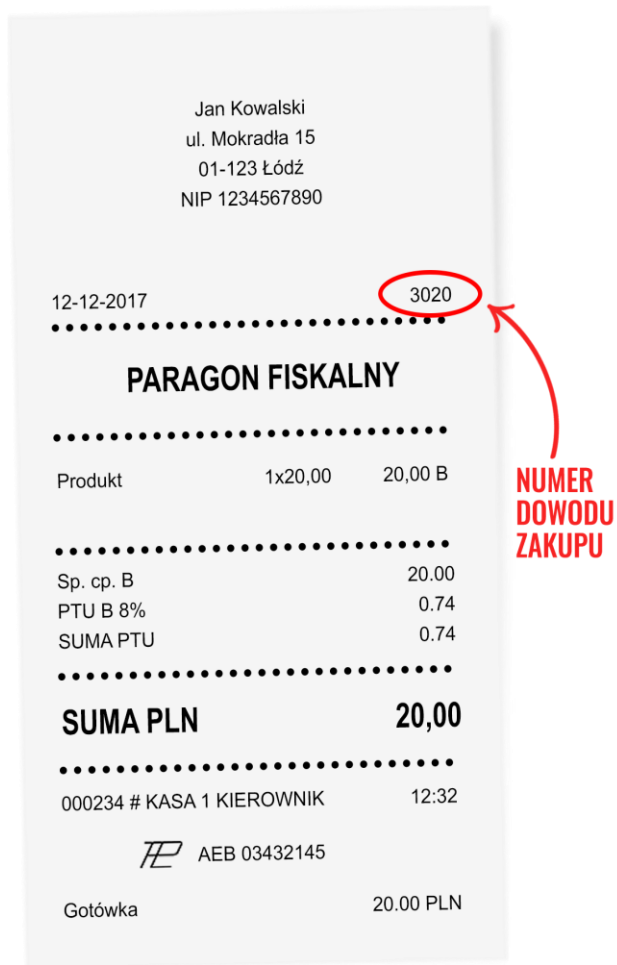 Jan Kowalski
ul. Mokradła 15
01-123 Łódź
NIP 1234567890
12-12-2017 3020
PARAGON FISKALNY
Produkt 1x20,00 20,00 B
NUMER
DOWODU
ZAKUPU
Sp. cp. B 20.00
PTU B 8% 0.74
SUMA PTU 0.74
SUMA PLN 20,00
000234 # KASA 1 KIEROWNIK 12:32
AEB 03432145
Gotówka 20.00 PLN